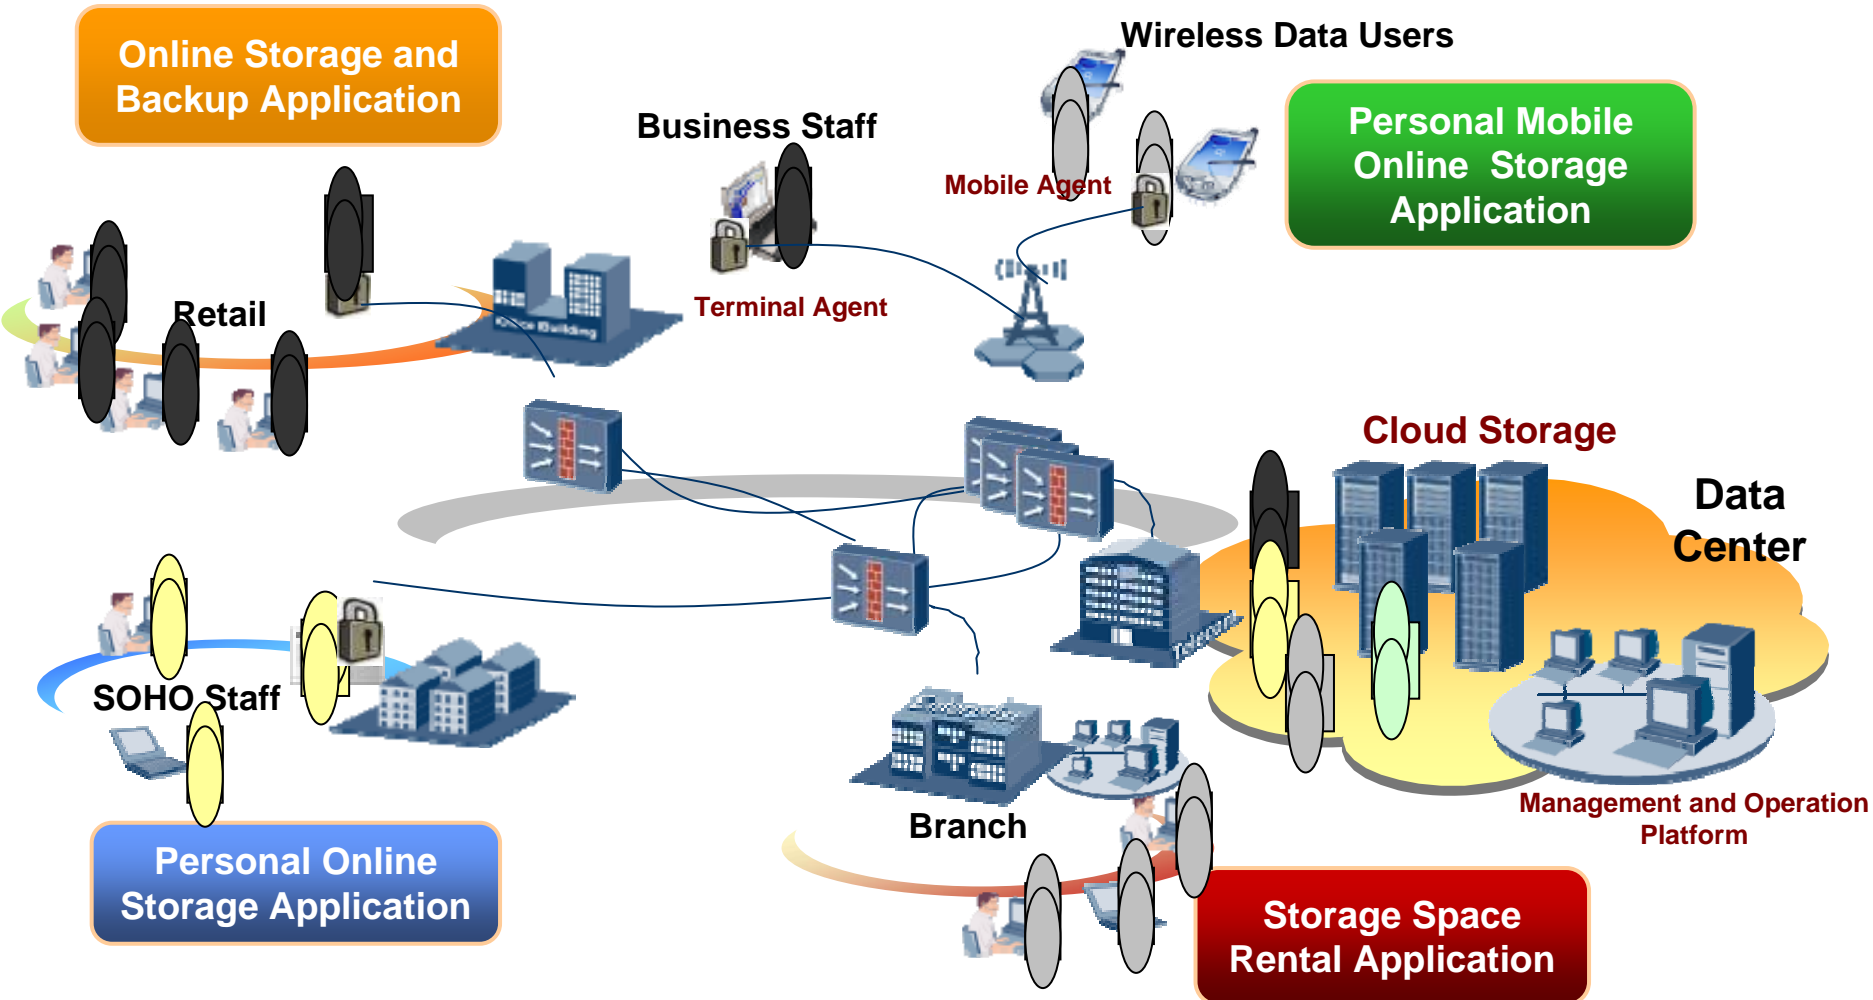 Online Storage and
Backup Application
Wireless Data Users
Business Staff
Personal Mobile
Online Storage
Application
Mobile Agent
Terminal Agent
Retail
Office Building
Cloud Storage
Data
Center
SOHO Staff
Branch
Management and Operation
Platform
Personal Online
Storage Application
Storage Space
Rental Application